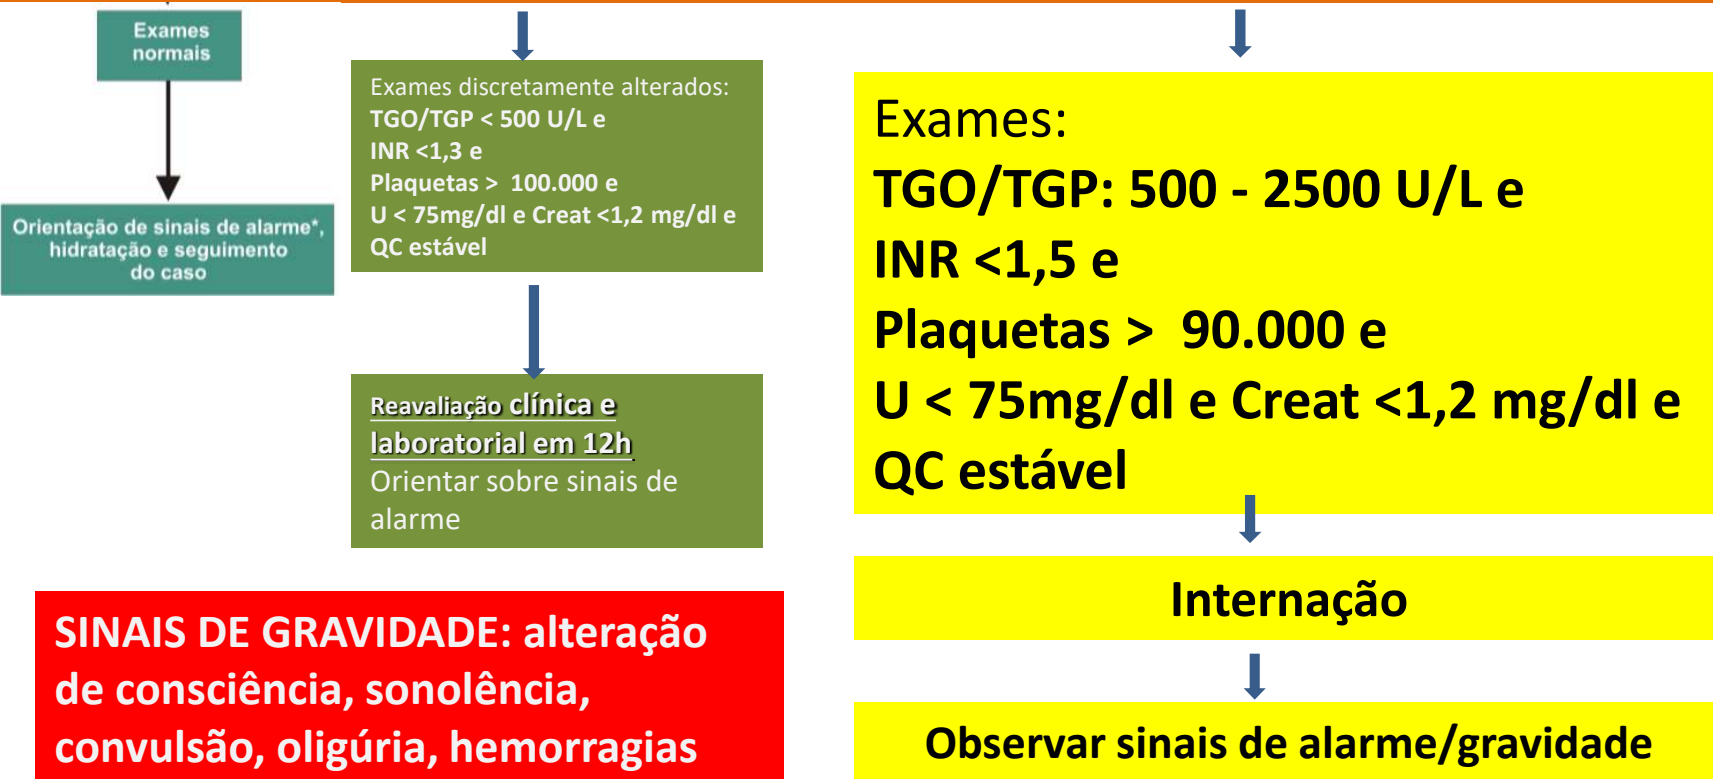 Exames
normais
Orientação de sinais de alarme*,
hidratação e seguimento
do caso
Exames discretamente alterados:
TGO/TGP < 500 U/L e
INR <1,3 e
Plaquetas > 100.000 e
U < 75mg/dl e Creat <1,2 mg/dl e
QC estável
Reavaliação clínica e
laboratorial em 12h
Orientar sobre sinais de
alarme
SINAIS DE GRAVIDADE: alteração
de consciência, sonolência,
convulsão, oligúria, hemorragias
Exames:
TGO/TGP: 500 - 2500 U/L e
INR <1,5 e
Plaquetas > 90.000 e
U < 75mg/dl e Creat <1,2 mg/dl e
QC estável
Internação
Observar sinais de alarme/gravidade